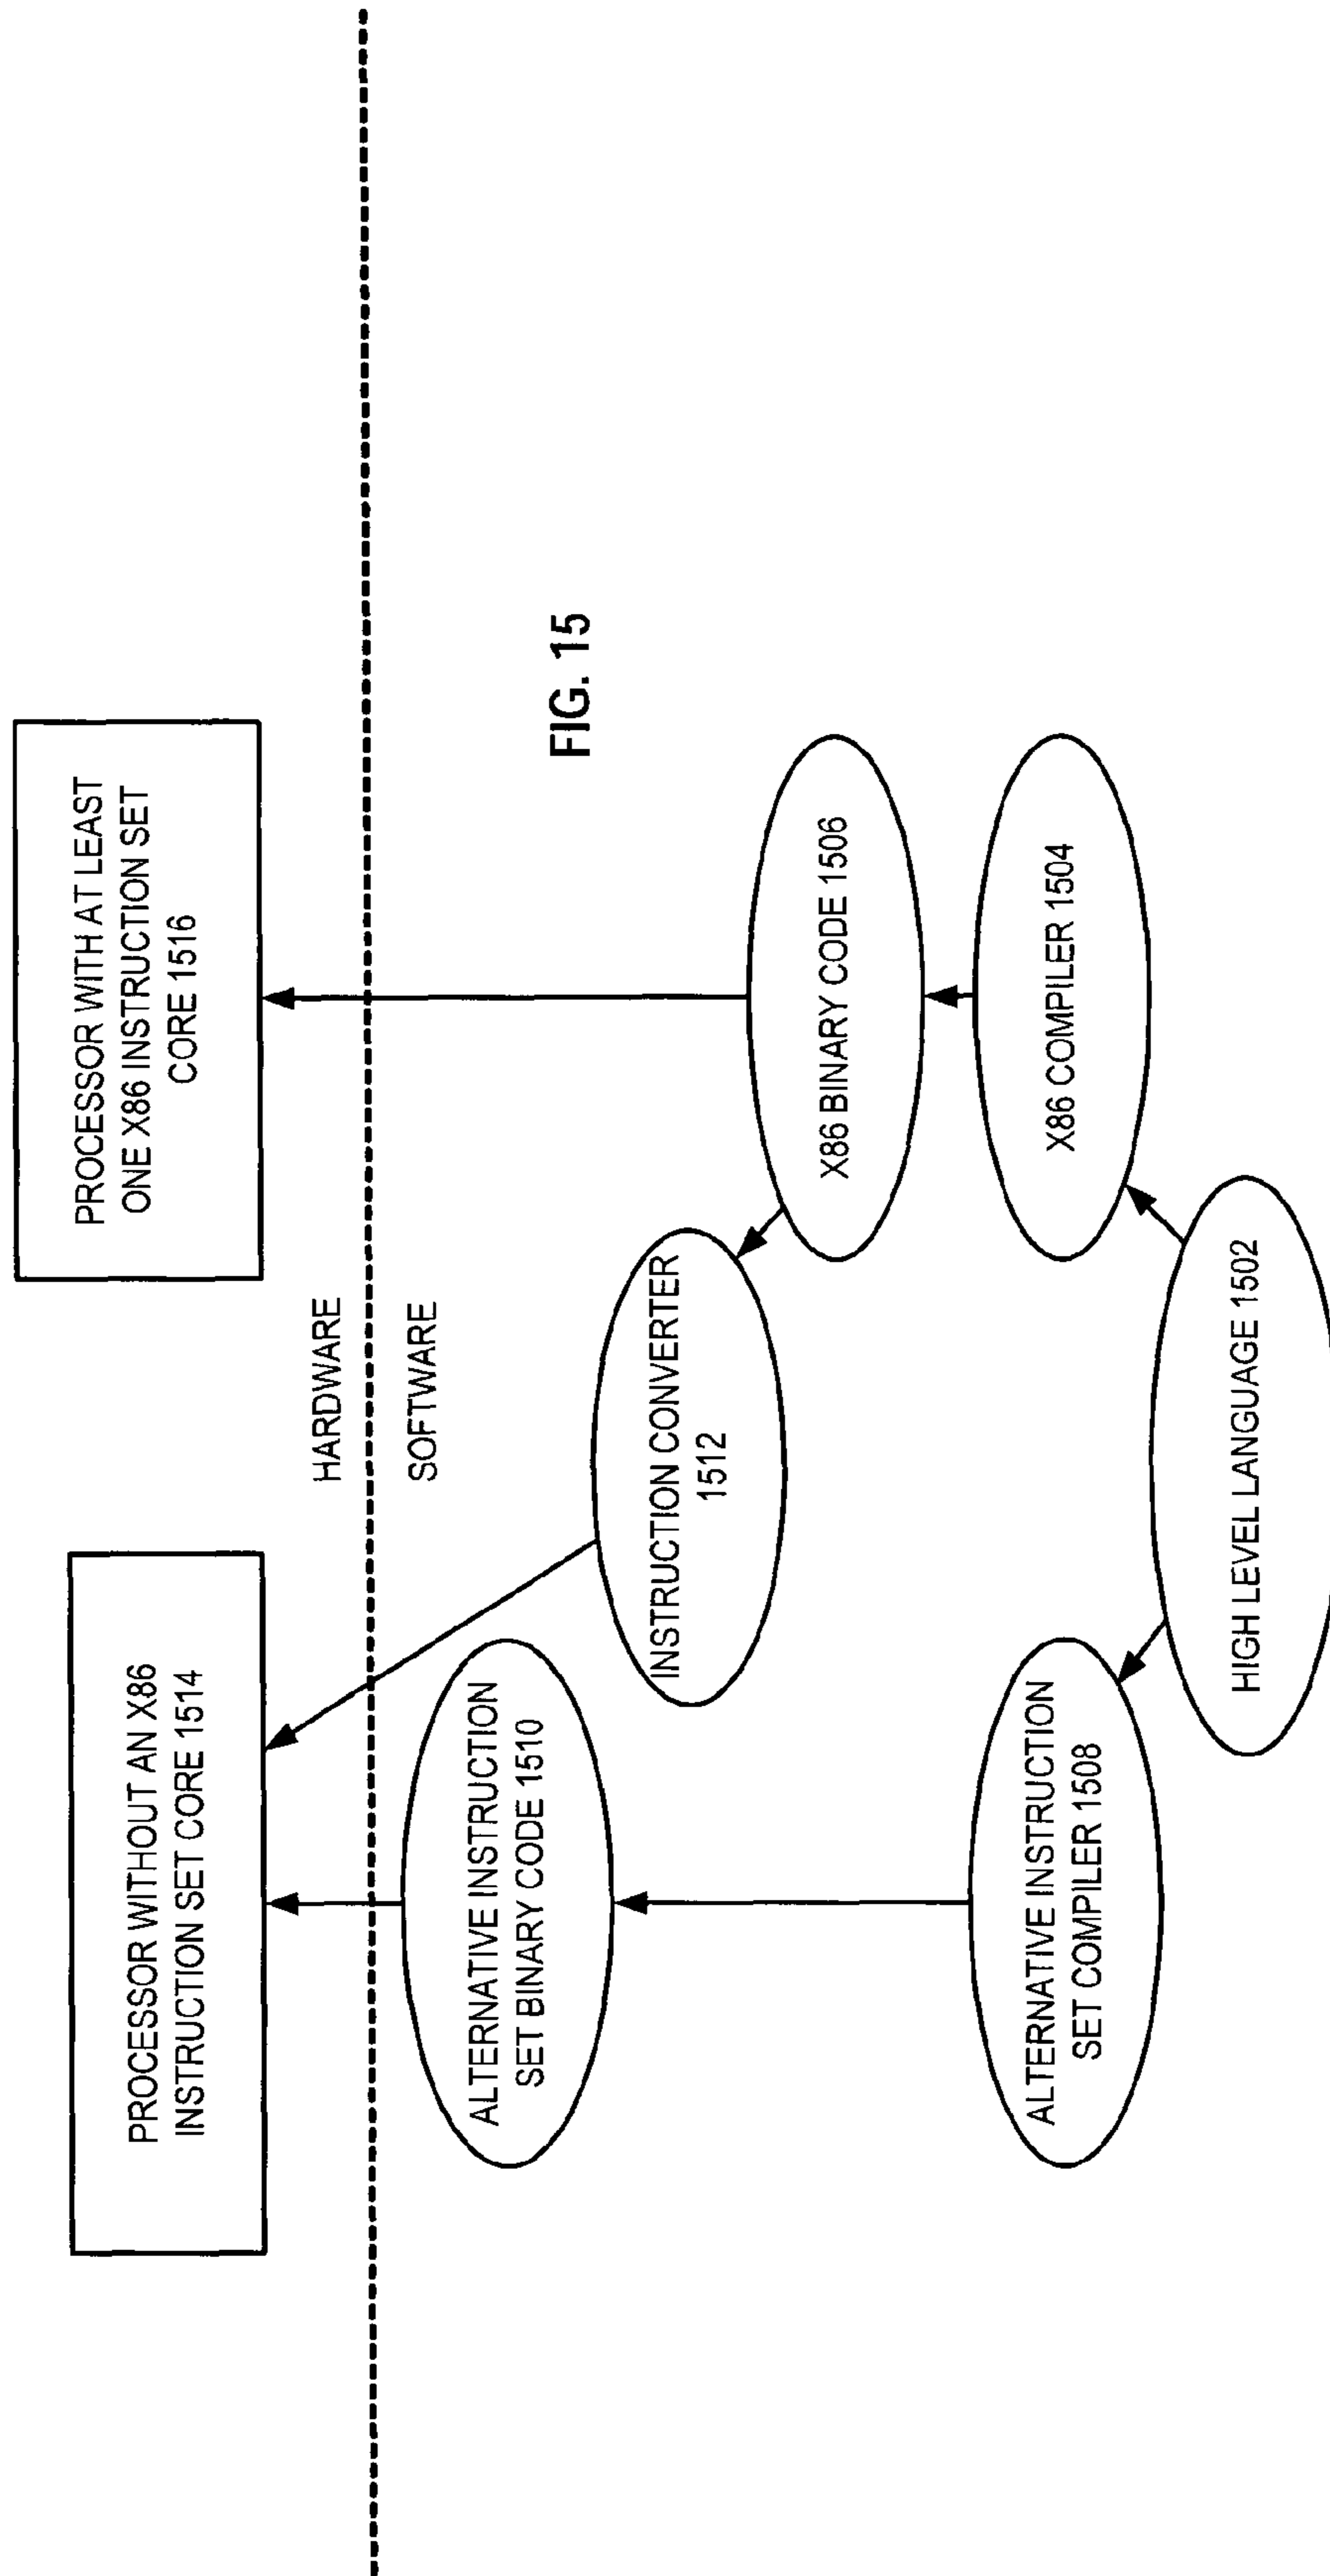 PROCESSOR WITHOUT AN X86
INSTRUCTION SET CORE 1514
PROCESSOR WITH AT LEAST
ONE X86 INSTRUCTION SET
CORE 1516
HARDWARE
SOFTWARE
ALTERNATIVE INSTRUCTION
SET BINARY CODE 1510
INSTRUCTION CONVERTER
1512
FIG. 15
X86 BINARY CODE 1506
ALTERNATIVE INSTRUCTION
SET COMPILER 1508
X86 COMPILER 1504
HIGH LEVEL LANGUAGE 1502